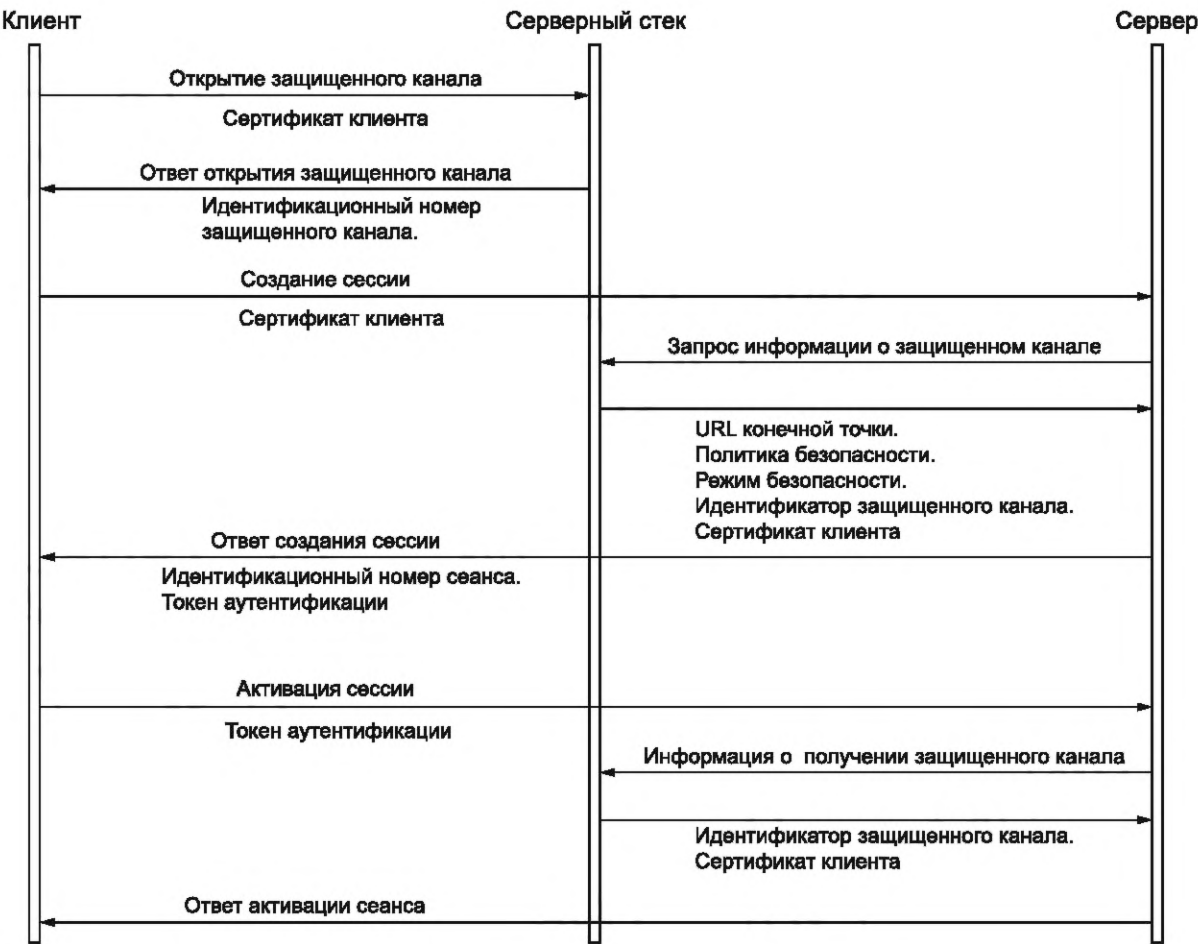 Клиент
Серверный стек
Сервер
Открытие защищенного канала
Сертификат клиента
Ответ открытия защищенного канала
Идентификационный номер
защищенного канала.
Создание сессии
Сертификат клиента
Запрос информации о защищенном канале
URL конечной точки.
Политика безопасности.
Режим безопасности.
Идентификатор защищенного канала.
Сертификат клиента
Ответ создания сессии
Идентификационный номер сеанса.
Токен аутентификации
Активация сессии
Токен аутентификации
Информация о получении защищенного канала
Идентификатор защищенного канала.
Сертификат клиента
Ответ активации сеанса